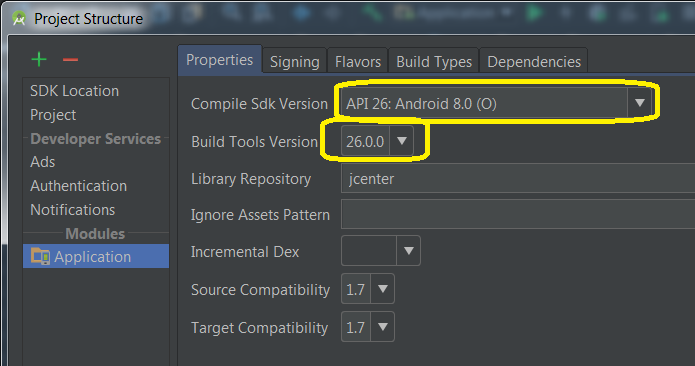 Application
Project Structure
Properties
Signing
Flavors
Build Types
Dependencies
SDK Location
Project
Developer Services
Ads
Authentication
Notifications
Modules
Application
Compile Sdk Version API 26: Android 8.0 (O)
Build Tools Version 26.0.0
Library Repository jcenter
Ignore Assets Pattern
Incremental Dex
Source Compatibility 1.7
Target Compatibility 1.7